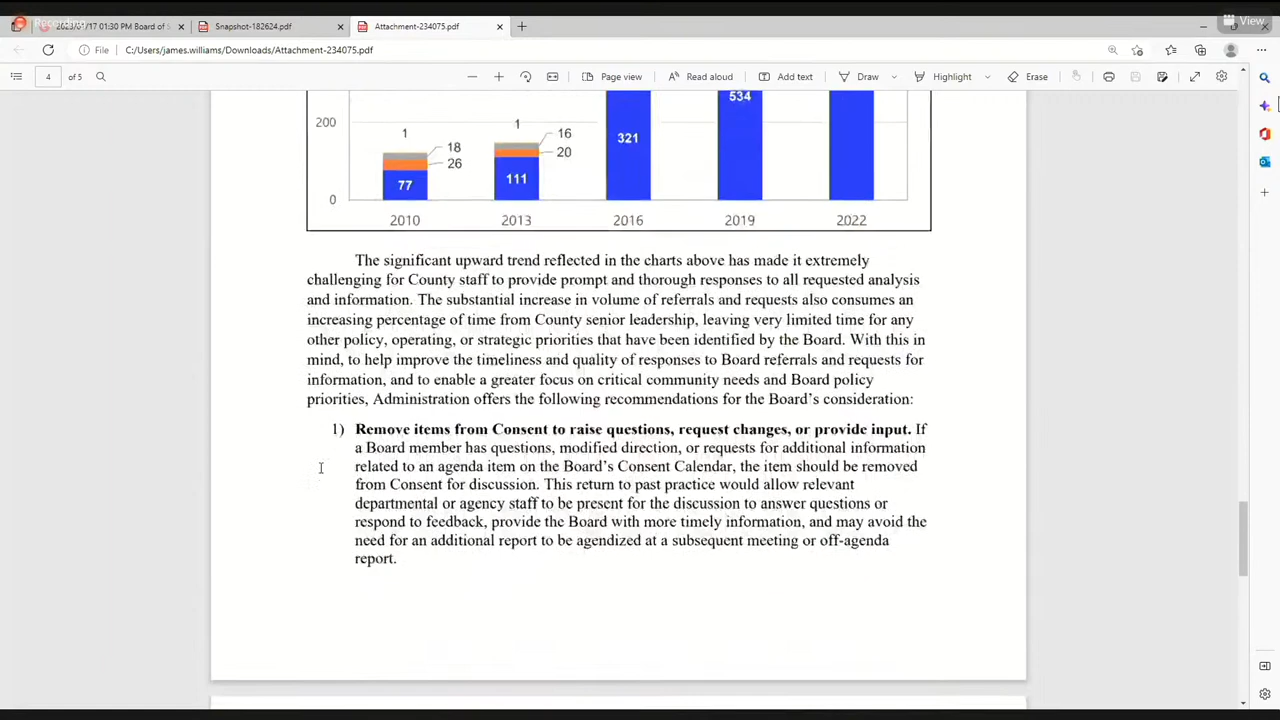 Recording
2023/01/17 01:30 PM Board of S
Snapshot-182624.pdf
Attachment-234075.pdf
View
File
C:/Users/james.williams/Downloads/Attachment-234075.pdf
4 of 5
Page view
Read aloud
Add text
Draw
Highlight
Erase
534
200
1
1
18
16
321
26
20
77
111
0
2010 2013 2016 2019 2022
The significant upward trend reflected in the charts above has made it extremely
challenging for County staff to provide prompt and thorough responses to all requested analysis
and information. The substantial increase in volume of referrals and requests also consumes an
increasing percentage of time from County senior leadership, leaving very limited time for any
other policy, operating, or strategic priorities that have been identified by the Board. With this in
mind, to help improve the timeliness and quality of responses to Board referrals and requests for
information, and to enable a greater focus on critical community needs and Board policy
priorities, Administration offers the following recommendations for the Board's consideration:
1) Remove items from Consent to raise questions, request changes, or provide input. If
a Board member has questions, modified direction, or requests for additional information
related to an agenda item on the Board's Consent Calendar, the item should be removed
from Consent for discussion. This return to past practice would allow relevant
departmental or agency staff to be present for the discussion to answer questions or
respond to feedback, provide the Board with more timely information, and may avoid the
need for an additional report to be agendized at a subsequent meeting or off-agenda
report.